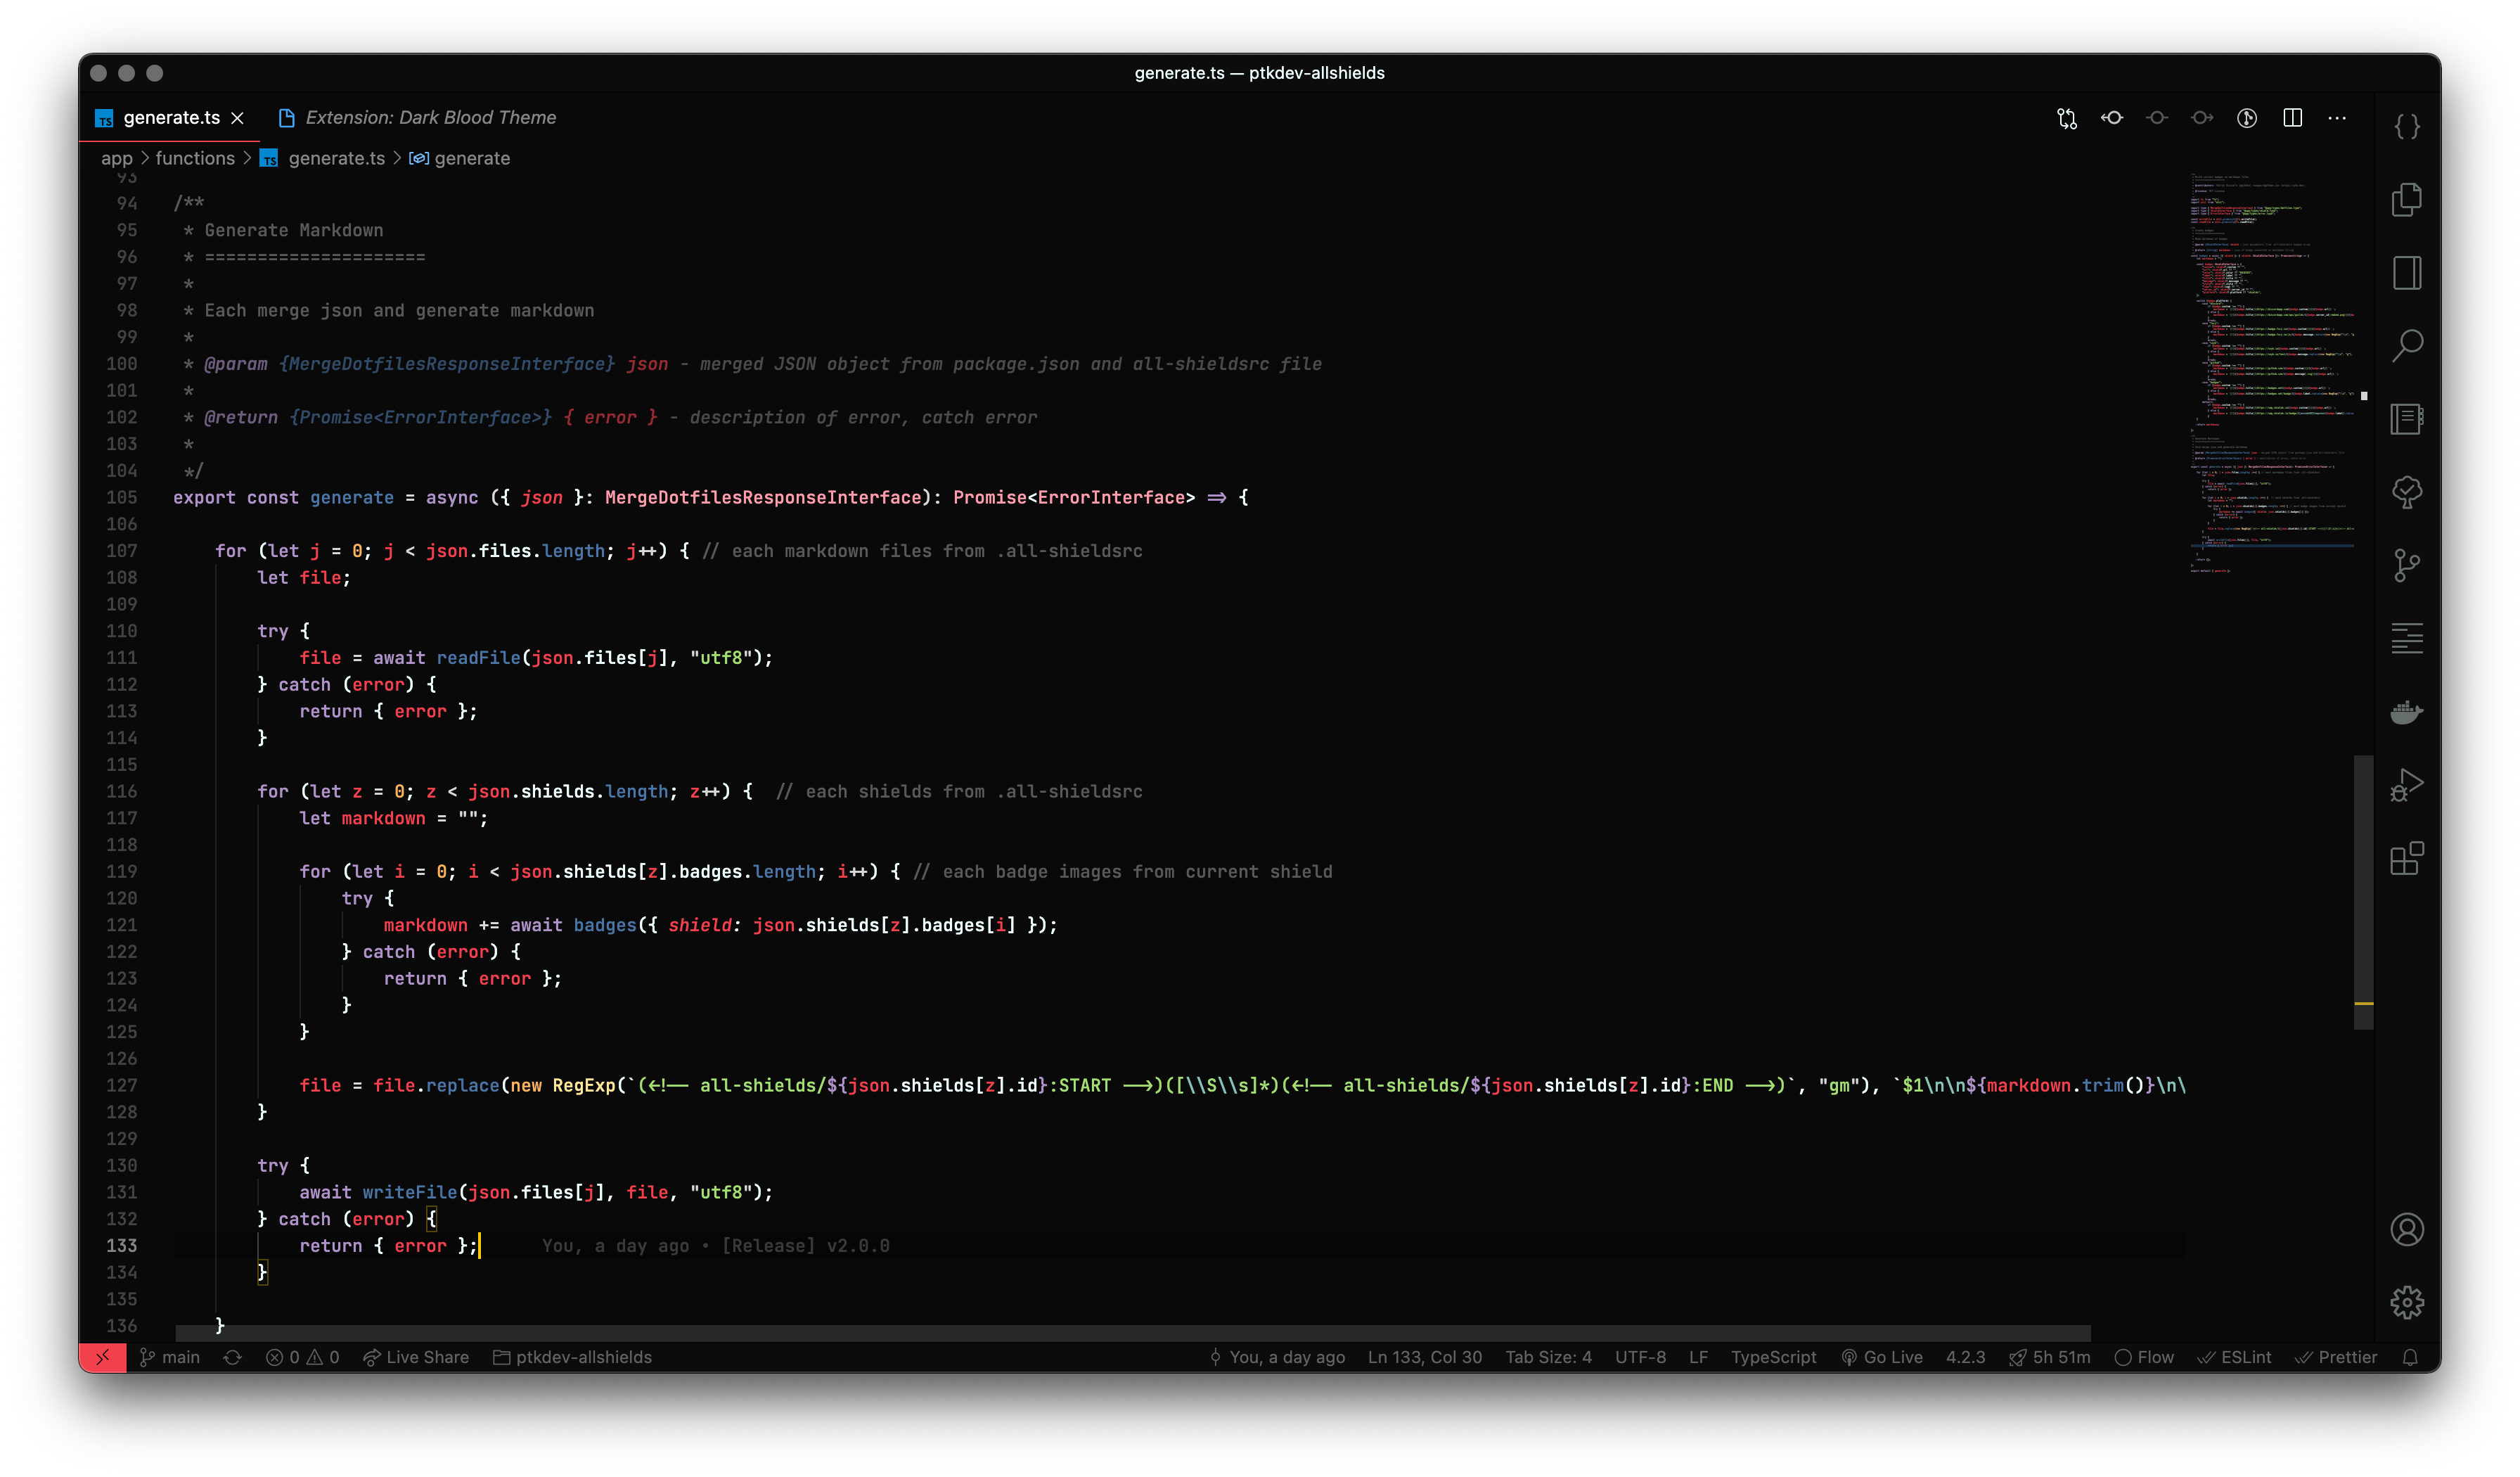 generate.ts — ptkdev-allshields
TS generate.ts Extension: Dark Blood Theme
app > functions > TS generate.ts > generate
93
94 /**
95 * Generate Markdown
96 * =====================
97 *
98 * Each merge json and generate markdown
99 *
100 * @param {MergeDotfilesResponseInterface} json - merged JSON object from package.json and all-shieldsrc file
101 *
102 * @return {Promise<ErrorInterface>} { error } - description of error, catch error
103 *
104 */
105 export const generate = async ({ json }: MergeDotfilesResponseInterface): Promise<ErrorInterface> => {
106
107 for (let j = 0; j < json.files.length; j++) { // each markdown files from .all-shieldsrc
108 let file;
109
110 try {
111 file = await readFile(json.files[j], "utf8");
112 } catch (error) {
113 return { error };
114 }
115
116 for (let z = 0; z < json.shields.length; z++) { // each shields from .all-shieldsrc
117 let markdown = "";
118
119 for (let i = 0; i < json.shields[z].badges.length; i++) { // each badge images from current shield
120 try {
121 markdown += await badges({ shield: json.shields[z].badges[i] });
122 } catch (error) {
123 return { error };
124 }
125 }
126
127 file = file.replace(new RegExp(`(<!-- all-shields/${json.shields[z].id}:START -->)([\\S\\s]*)(<!-- all-shields/${json.shields[z].id}:END -->)`, "gm"), `$1\n\n${markdown.trim()}\n\
128 }
129
130 try {
131 await writeFile(json.files[j], file, "utf8");
132 } catch (error) {
133 return { error }; You, a day ago • [Release] v2.0.0
134 }
135
136 }
main 0 0 Live Share ptkdev-allshields You, a day ago Ln 133, Col 30 Tab Size: 4 UTF-8 LF TypeScript Go Live 4.2.3 5h 51m Flow ESLint Prettier